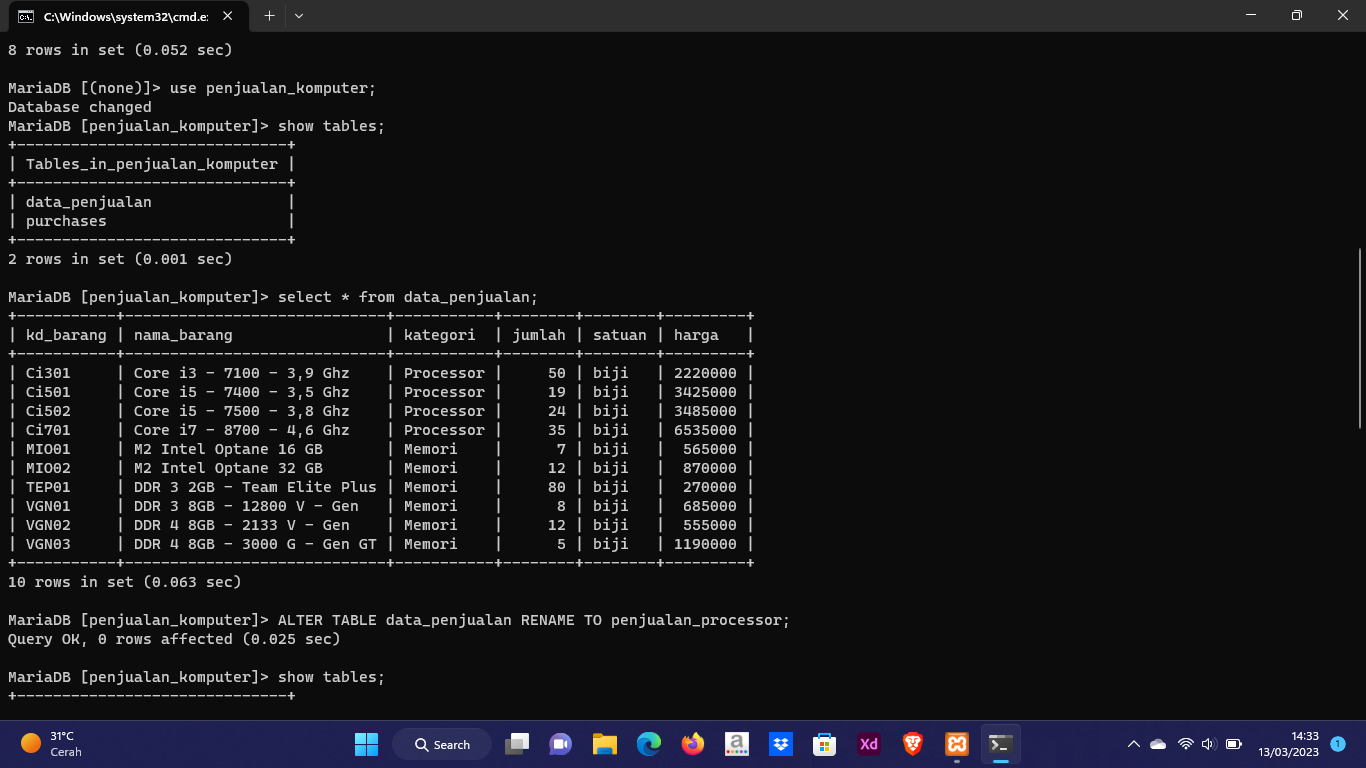 C:\Windows\system32\cmd.e:
8 rows in set (0.052 sec)
MariaDB [(none)]> use penjualan_komputer;
Database changed
MariaDB [penjualan_komputer]> show tables;
+------------------------------+
| Tables_in_penjualan_komputer |
+------------------------------+
| data_penjualan               |
| purchases                    |
+------------------------------+
2 rows in set (0.001 sec)
MariaDB [penjualan_komputer]> select * from data_penjualan;
+-----------+-----------------------------+-----------+--------+--------+---------+
| kd_barang | nama_barang                 | kategori  | jumlah | satuan | harga   |
+-----------+-----------------------------+-----------+--------+--------+---------+
| Ci301     | Core i3 - 7100 - 3,9 Ghz    | Processor |     50 | biji   | 2220000 |
| Ci501     | Core i5 - 7400 - 3,5 Ghz    | Processor |     19 | biji   | 3425000 |
| Ci502     | Core i5 - 7500 - 3,8 Ghz    | Processor |     24 | biji   | 3485000 |
| Ci701     | Core i7 - 8700 - 4,6 Ghz    | Processor |     35 | biji   | 6535000 |
| MIO01     | M2 Intel Optane 16 GB       | Memori    |      7 | biji   |  565000 |
| MIO02     | M2 Intel Optane 32 GB       | Memori    |     12 | biji   |  870000 |
| TEP01     | DDR 3 2GB - Team Elite Plus | Memori    |     80 | biji   |  270000 |
| VGN01     | DDR 3 8GB - 12800 V - Gen   | Memori    |      8 | biji   |  685000 |
| VGN02     | DDR 4 8GB - 2133 V - Gen    | Memori    |     12 | biji   |  555000 |
| VGN03     | DDR 4 8GB - 3000 G - Gen GT | Memori    |      5 | biji   | 1190000 |
+-----------+-----------------------------+-----------+--------+--------+---------+
10 rows in set (0.063 sec)
MariaDB [penjualan_komputer]> ALTER TABLE data_penjualan RENAME TO penjualan_processor;
Query OK, 0 rows affected (0.025 sec)
MariaDB [penjualan_komputer]> show tables;
+------------------------------+
31°C
Cerah
Search
a
Xd
14:33
13/03/2023
1